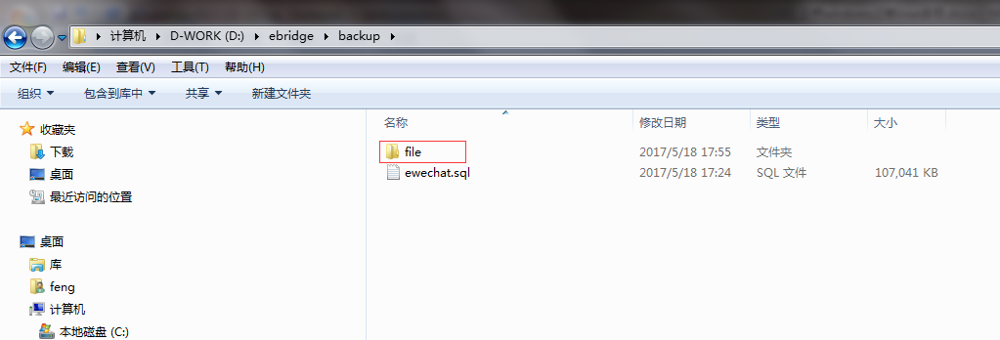 计算机 D-WORK (D:) ebridge backup
文件(F) 编辑(E) 查看(V) 工具(T) 帮助(H)
组织 包含到库中 共享 新建文件夹
收藏夹
下载
桌面
最近访问的位置
桌面
库
feng
计算机
本地磁盘 (C:)
名称 修改日期 类型 大小
file 2017/5/18 17:55 文件夹
ewechat.sql 2017/5/18 17:24 SQL 文件 107,041 KB